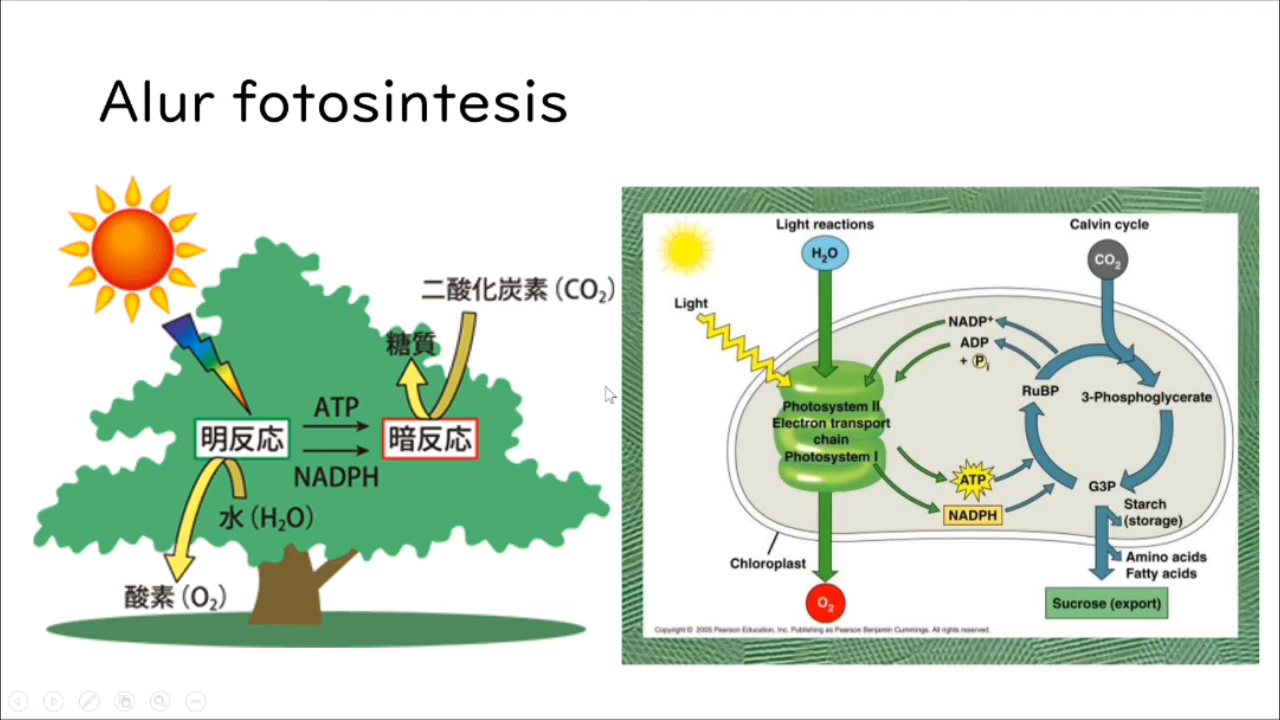 Alur fotosintesis
二酸化炭素（CO₂）
糖質
ATP
明反応
暗反応
NADPH
水（H₂O）
酸素（O₂）
Light reactions
Calvin cycle
H₂O
CO₂
Light
NADP⁺
ADP
+ Pᵢ
RuBP
3-Phosphoglycerate
Photosystem II
Electron transport
chain
Photosystem I
ATP
NADPH
G3P
Starch
(storage)
Chloroplast
Amino acids
Fatty acids
O₂
Sucrose (export)
Copyright © 2005 Pearson Education, Inc. Publishing as Pearson Benjamin Cummings. All rights reserved.